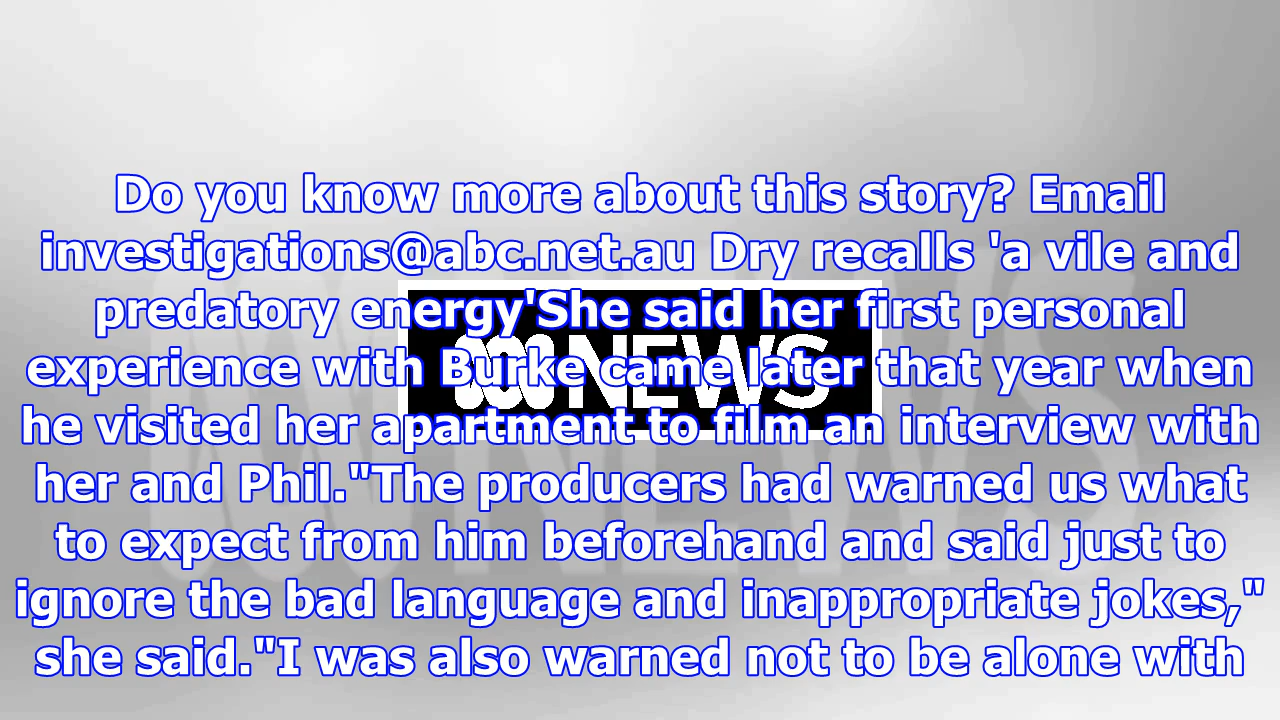 Do you know more about this story? Email
investigations@abc.net.au Dry recalls 'a vile and
predatory energy'She said her first personal
experience with Burke came later that year when
he visited her apartment to film an interview with
her and Phil."The producers had warned us what
to expect from him beforehand and said just to
ignore the bad language and inappropriate jokes,"
she said."I was also warned not to be alone with
NEWS
NEWS